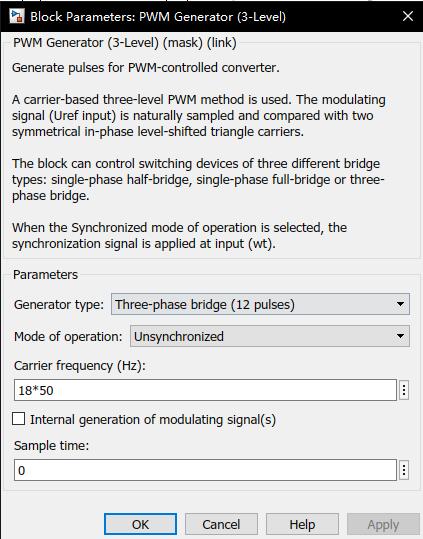 Block Parameters: PWM Generator (3-Level)
PWM Generator (3-Level) (mask) (link)
Generate pulses for PWM-controlled converter.
A carrier-based three-level PWM method is used. The modulating
signal (Uref input) is naturally sampled and compared with two
symmetrical in-phase level-shifted triangle carriers.
The block can control switching devices of three different bridge
types: single-phase half-bridge, single-phase full-bridge or three-
phase bridge.
When the Synchronized mode of operation is selected, the
synchronization signal is applied at input (wt).
Parameters
Generator type: Three-phase bridge (12 pulses)
Mode of operation: Unsynchronized
Carrier frequency (Hz):
18*50
Internal generation of modulating signal(s)
Sample time:
0
OK Cancel Help Apply